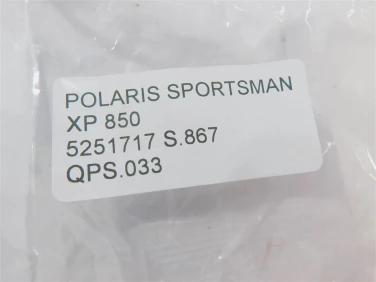 POLARIS SPORTSMAN
XP 850
5251717 S.867
QPS.033